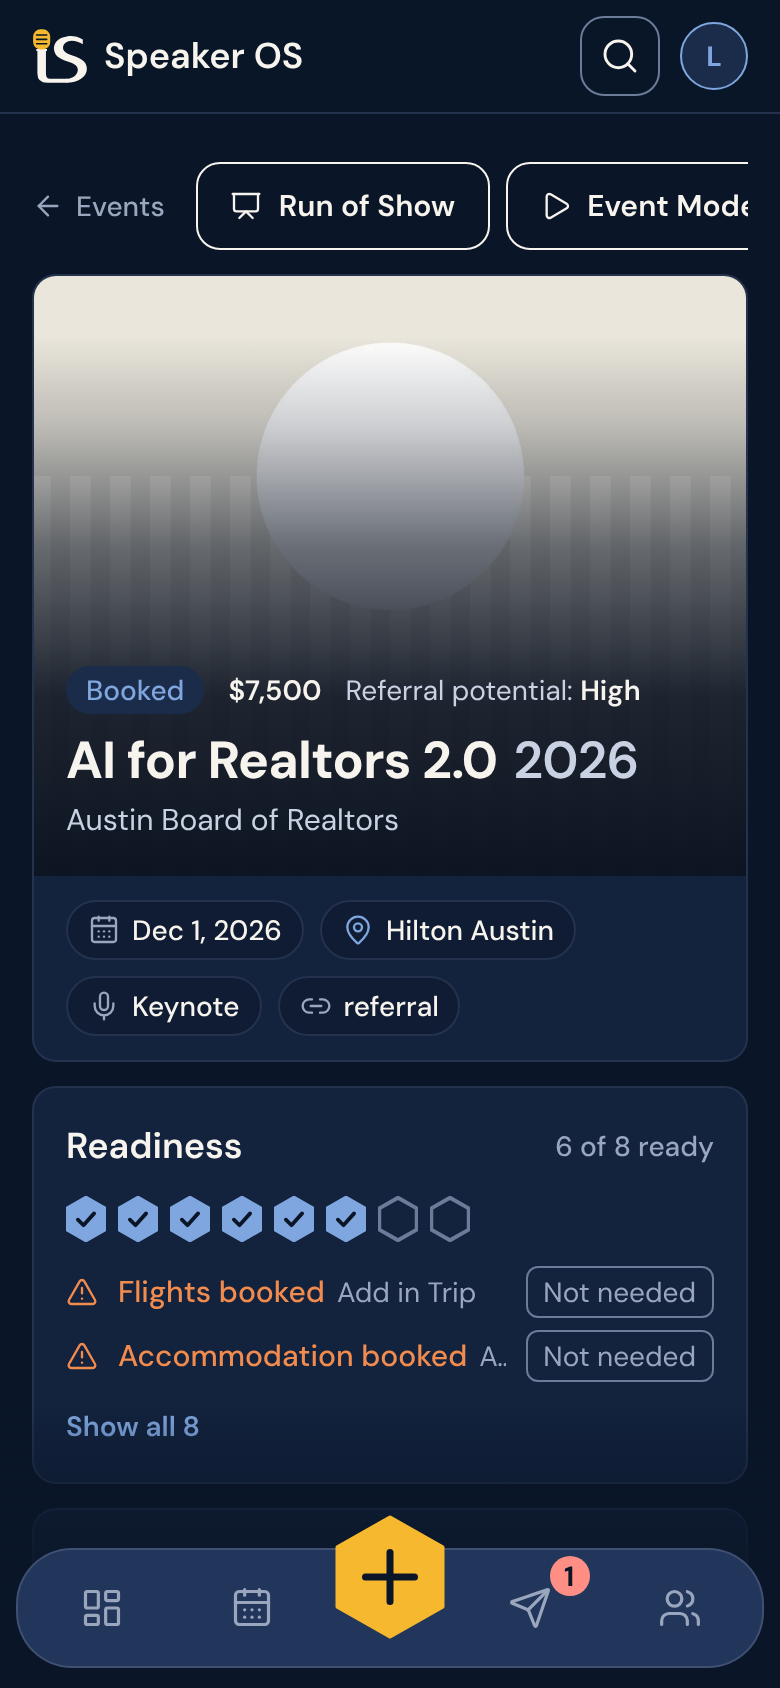 Speaker OS
L
Events
Run of Show
Event Mode
Booked $7,500 Referral potential: High
AI for Realtors 2.0 2026
Austin Board of Realtors
Dec 1, 2026
Hilton Austin
Keynote
referral
Readiness
6 of 8 ready
Flights booked Add in Trip Not needed
Accommodation booked A.. Not needed
Show all 8
1